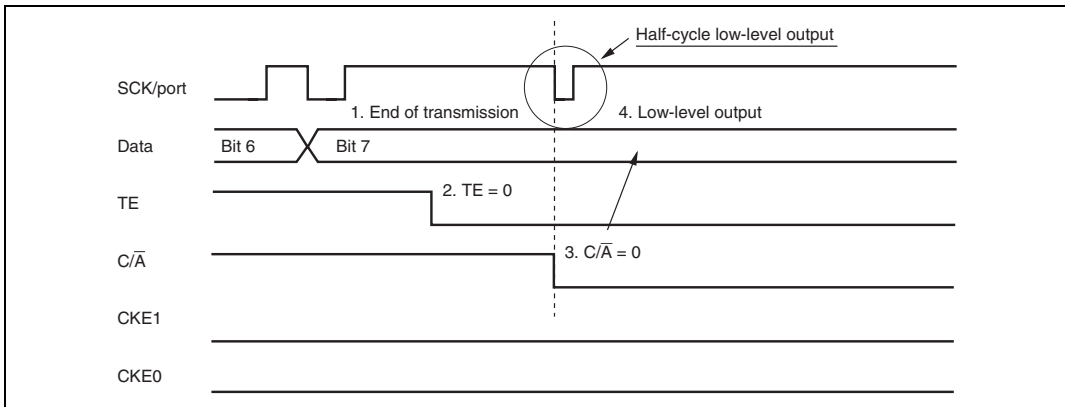 Half-cycle low-level output
SCK/port
1. End of transmission
4. Low-level output
Data
Bit 6
Bit 7
TE
2. TE = 0
C/A̅
3. C/A̅ = 0
CKE1
CKE0